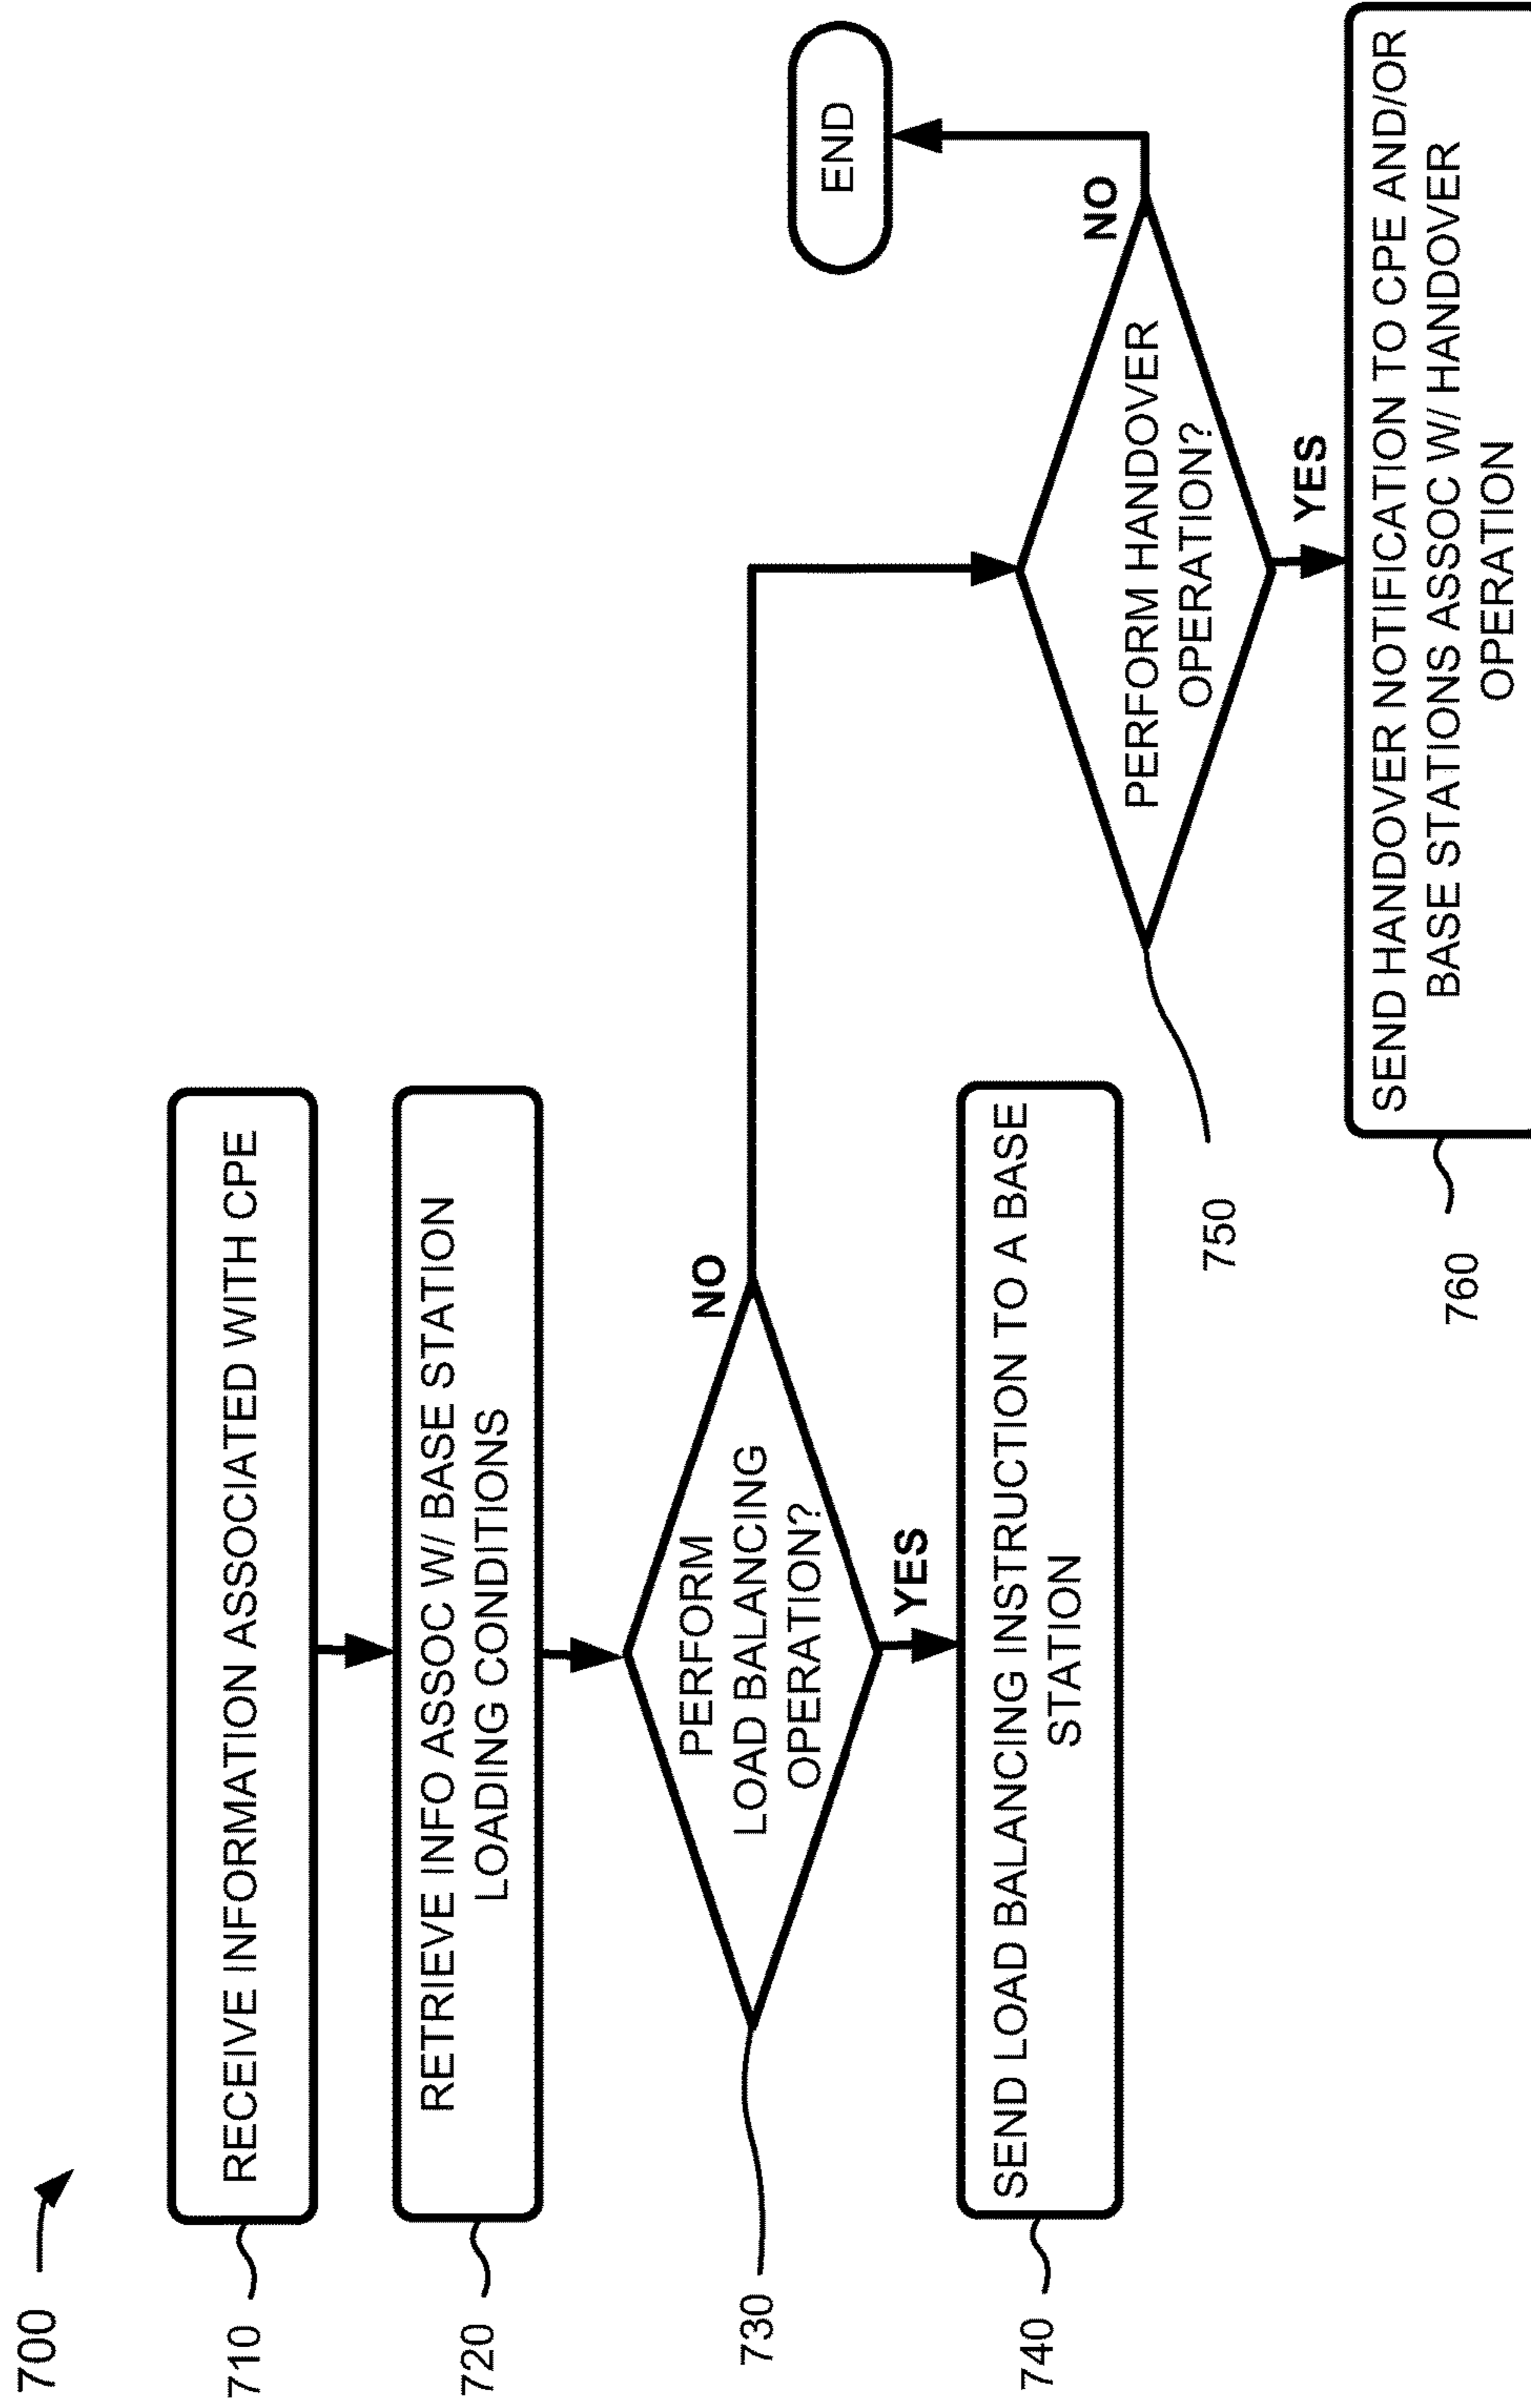 700
710
RECEIVE INFORMATION ASSOCIATED WITH CPE
720
RETRIEVE INFO ASSOC W/ BASE STATION
LOADING CONDITIONS
730
PERFORM
LOAD BALANCING
OPERATION?
NO
YES
740
SEND LOAD BALANCING INSTRUCTION TO A BASE
STATION
END
750
PERFORM HANDOVER
OPERATION?
NO
YES
760
SEND HANDOVER NOTIFICATION TO CPE AND/OR
BASE STATIONS ASSOC W/ HANDOVER
OPERATION